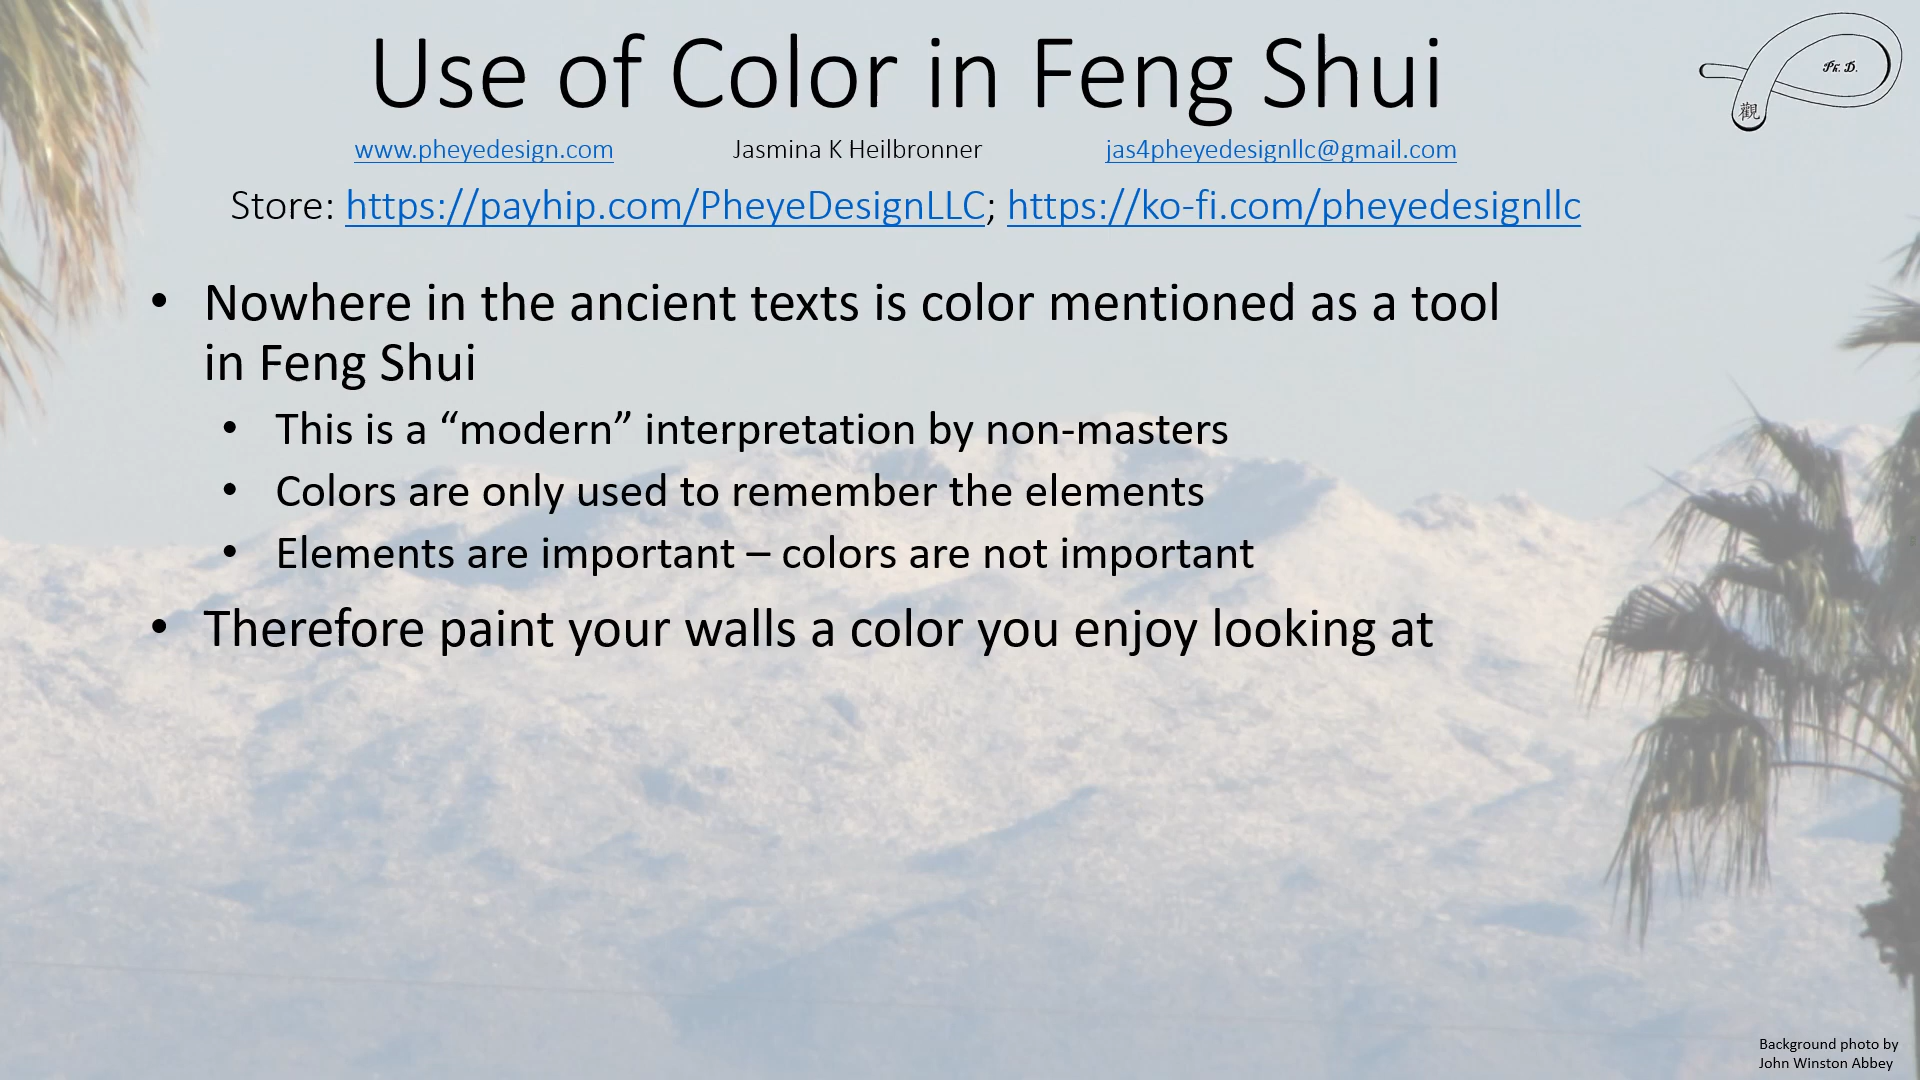 Use of Color in Feng Shui
Ph. D.
觀
www.pheyedesign.com Jasmina K Heilbronner jas4pheyedesignllc@gmail.com
Store: https://payhip.com/PheyeDesignLLC; https://ko-fi.com/pheyedesignllc
• Nowhere in the ancient texts is color mentioned as a tool
in Feng Shui
• This is a “modern” interpretation by non-masters
• Colors are only used to remember the elements
• Elements are important – colors are not important
• Therefore paint your walls a color you enjoy looking at
Background photo by
John Winston Abbey